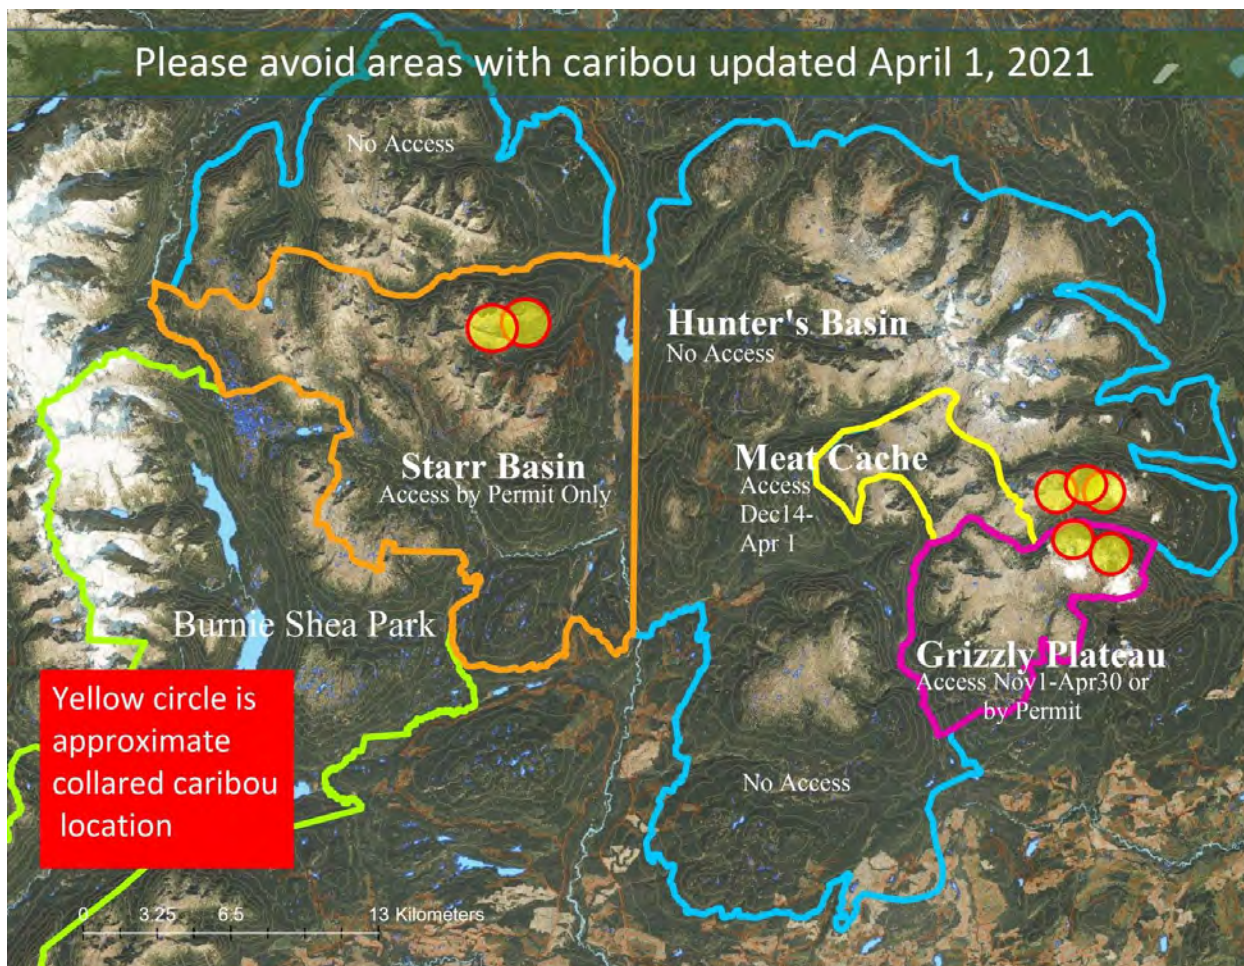 Please avoid areas with caribou updated April 1, 2021
No Access
Hunter's Basin
No Access
Starr Basin
Access by Permit Only
Meat Cache
Access
Dec14-
Apr 1
Burnie Shea Park
Grizzly Plateau
Access Nov1-Apr30 or
by Permit
No Access
Yellow circle is
approximate
collared caribou
location
0 3.25 6.5 13 Kilometers